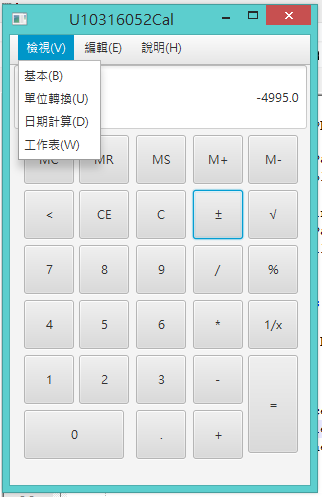 U10316052Cal
檢視(V) 編輯(E) 說明(H)
基本(B)
單位轉換(U)
日期計算(D)
工作表(W)
-4995.0
MC MR MS M+ M-
< CE C ± √
7 8 9 / %
4 5 6 * 1/x
1 2 3 - =
0 . +